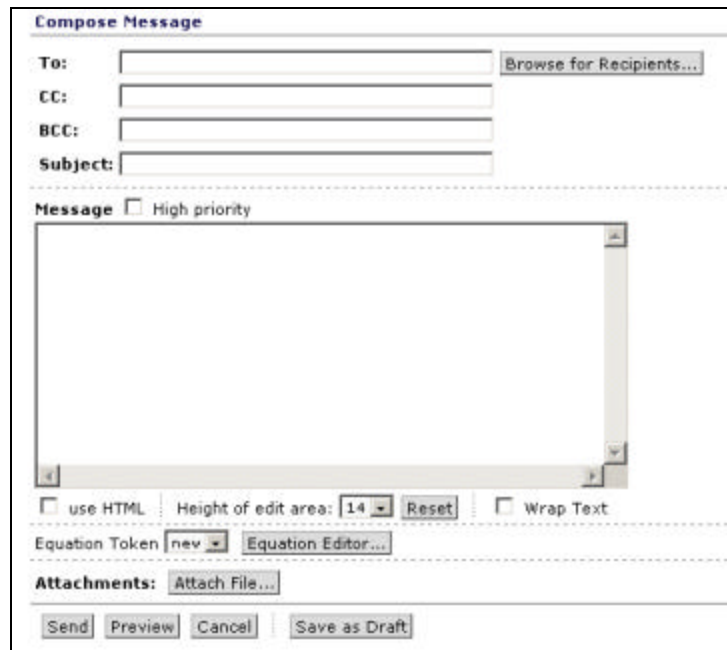 Compose Message
To: Browse for Recipients...
CC:
BCC:
Subject:
Message High priority
use HTML Height of edit area: 14 Reset Wrap Text
Equation Token new Equation Editor...
Attachments: Attach File...
Send Preview Cancel Save as Draft